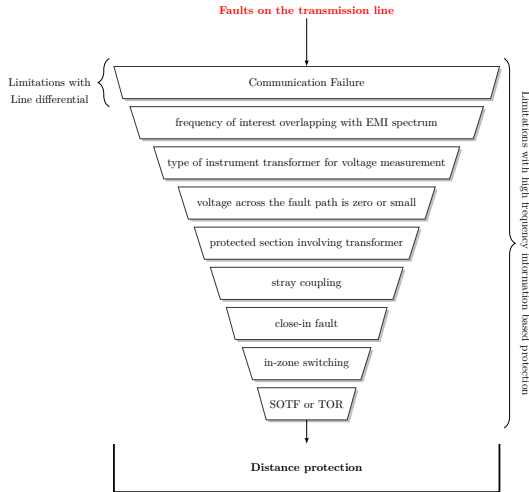 Faults on the transmission line
Limitations with
Line differential
Communication Failure
frequency of interest overlapping with EMI spectrum
type of instrument transformer for voltage measurement
voltage across the fault path is zero or small
protected section involving transformer
stray coupling
close-in fault
in-zone switching
SOTF or TOR
Limitations with high frequency information based protection
Distance protection